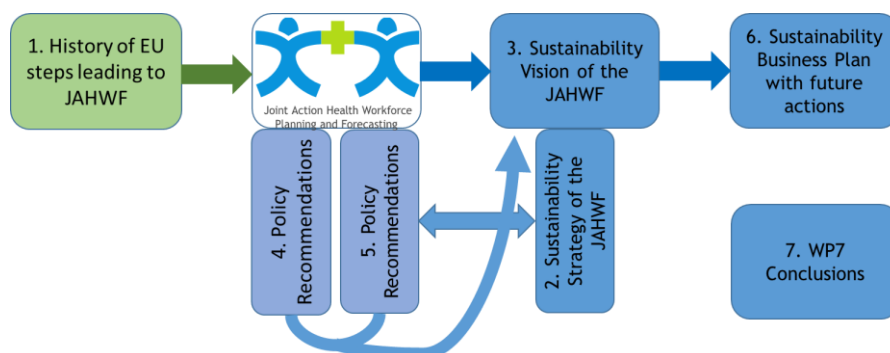 1. History of EU
steps leading to
JAHWF
Joint Action Health Workforce
Planning and Forecasting
3. Sustainability
Vision of the
JAHWF
6. Sustainability
Business Plan
with future
actions
4. Policy
Recommendations
5. Policy
Recommendations
2. Sustainability
Strategy of the
JAHWF
7. WP7
Conclusions